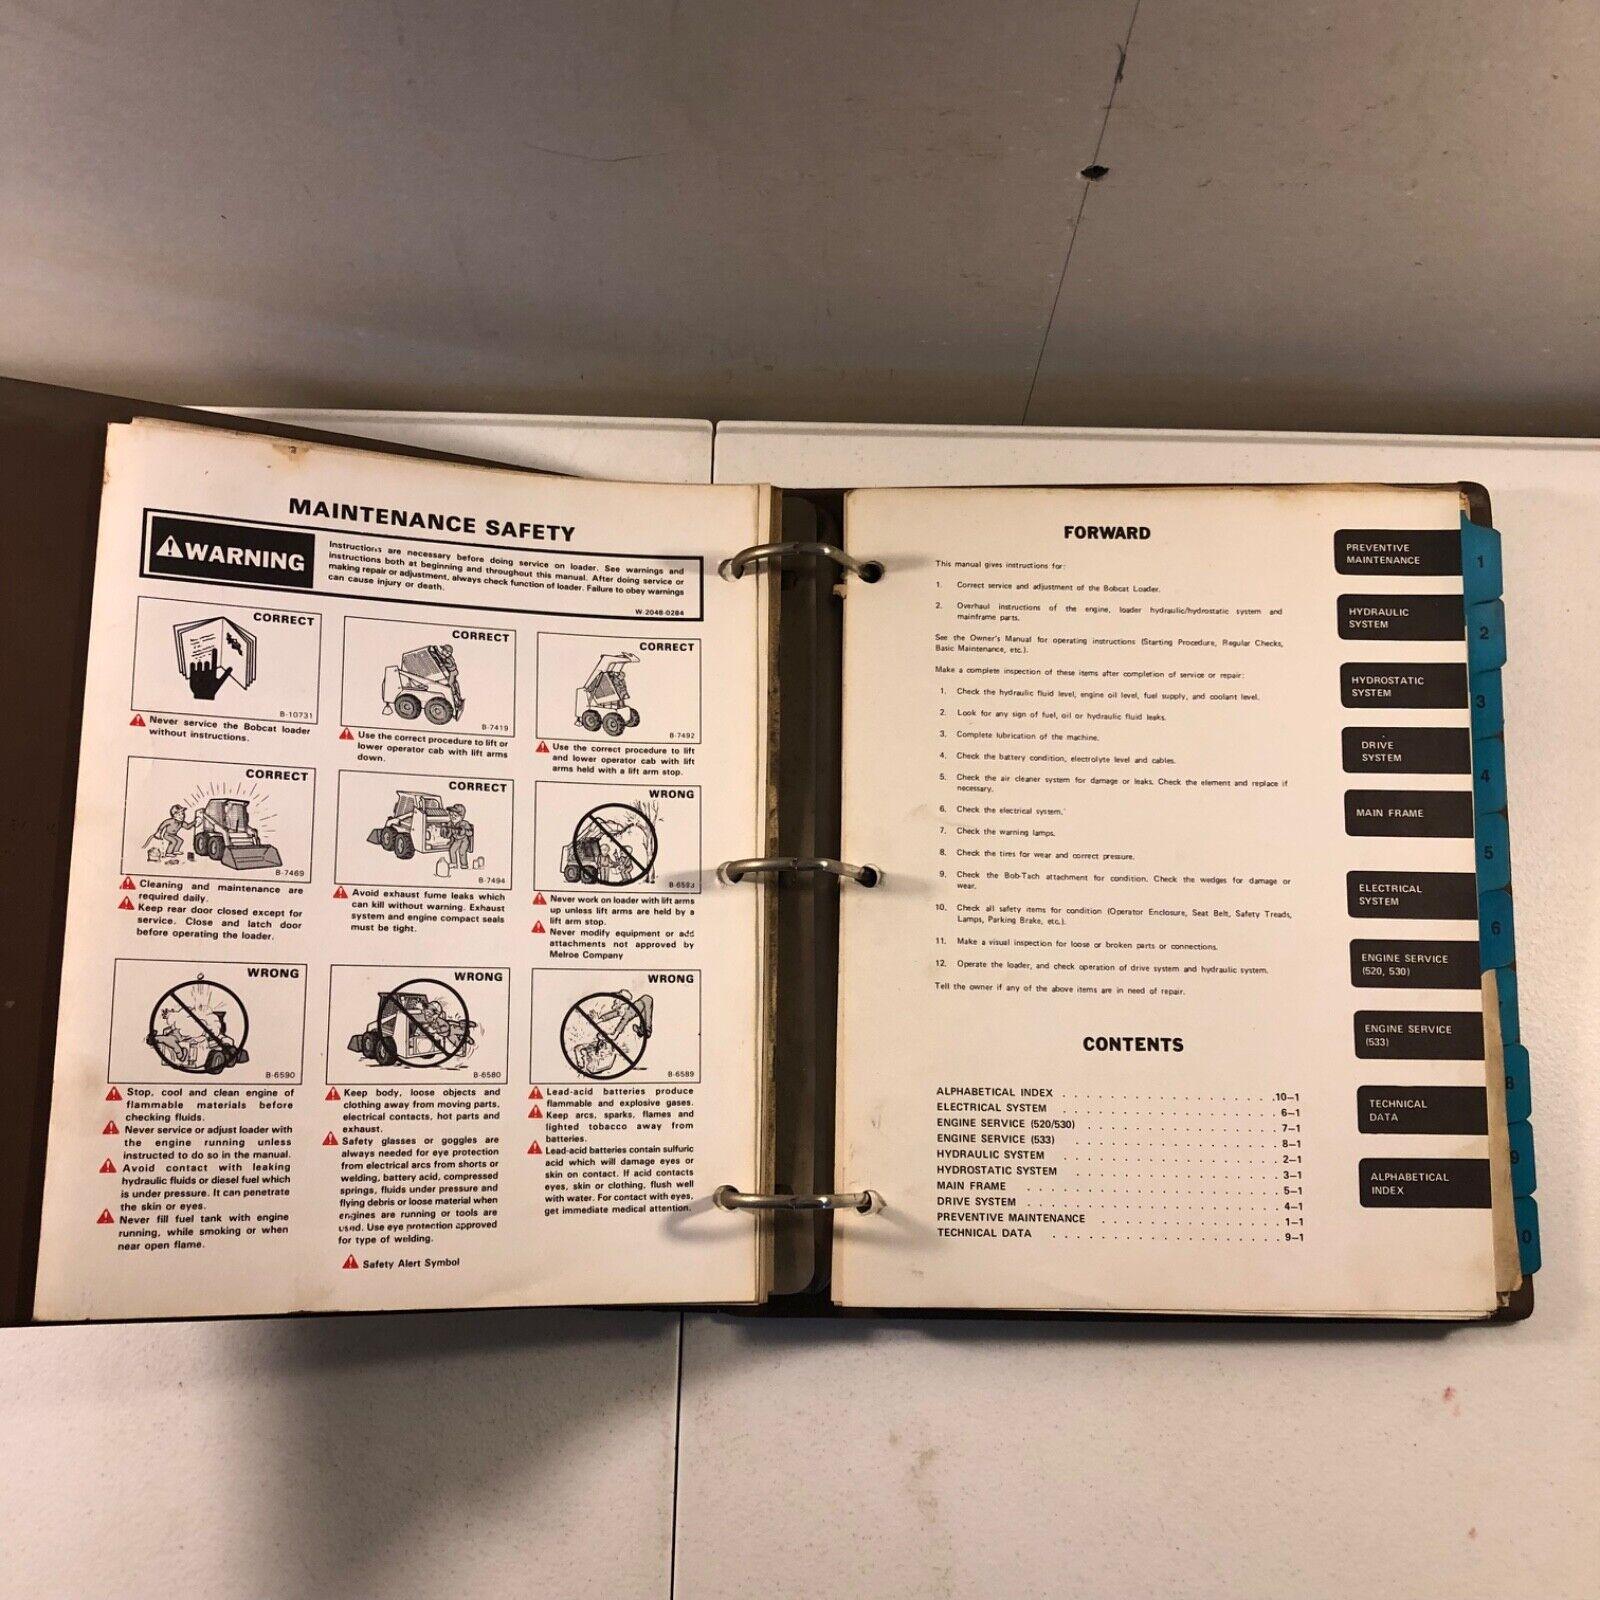 MAINTENANCE SAFETY
WARNING
Instructions are necessary before doing service on loader. See warnings and
instructions both at beginning and throughout this manual. After doing service or
making repair or adjustment, always check function of loader. Failure to obey warnings
can cause injury or death.
W-2048-0284
CORRECT
B-10731
Never service the Bobcat loader
without instructions.
CORRECT
B-7419
Use the correct procedure to lift or
lower operator cab with lift arms
down.
CORRECT
B-7492
Use the correct procedure to lift
and lower operator cab with lift
arms held with a lift arm stop.
CORRECT
B-7469
Cleaning and maintenance are
required daily.
Keep rear door closed except for
service. Close and latch door
before operating the loader.
CORRECT
B-7494
Avoid exhaust fume leaks which
can kill without warning. Exhaust
system and engine compact seals
must be tight.
WRONG
B-6593
Never work on loader with lift arms
up unless lift arms are held by a
lift arm stop.
Never modify equipment or add
attachments not approved by
Melroe Company
WRONG
B-6590
Stop, cool and clean engine of
flammable materials before
checking fluids.
Never service or adjust loader with
the engine running unless
instructed to do so in the manual.
Avoid contact with leaking
hydraulic fluids or diesel fuel which
is under pressure. It can penetrate
the skin or eyes.
Never fill fuel tank with engine
running, while smoking or when
near open flame.
WRONG
B-6580
Keep body, loose objects and
clothing away from moving parts,
electrical contacts, hot parts and
exhaust.
Safety glasses or goggles are
always needed for eye protection
from electrical arcs from shorts or
welding, battery acid, compressed
springs, fluids under pressure and
flying debris or loose material when
engines are running or tools are
used. Use eye protection approved
for type of welding.
WRONG
B-6589
Lead-acid batteries produce
flammable and explosive gases.
Keep arcs, sparks, flames and
lighted tobacco away from
batteries.
Lead-acid batteries contain sulfuric
acid which will damage eyes or
skin on contact. If acid contacts
eyes, skin or clothing, flush well
with water. For contact with eyes,
get immediate medical attention.
Safety Alert Symbol
FORWARD
This manual gives instructions for:
1. Correct service and adjustment of the Bobcat Loader.
2. Overhaul instructions of the engine, loader hydraulic/hydrostatic system and
mainframe parts.
See the Owner's Manual for operating instructions (Starting Procedure, Regular Checks,
Basic Maintenance, etc.).
Make a complete inspection of these items after completion of service or repair:
1. Check the hydraulic fluid level, engine oil level, fuel supply, and coolant level.
2. Look for any sign of fuel, oil or hydraulic fluid leaks.
3. Complete lubrication of the machine.
4. Check the battery condition, electrolyte level and cables.
5. Check the air cleaner system for damage or leaks. Check the element and replace if
necessary.
6. Check the electrical system.
7. Check the warning lamps.
8. Check the tires for wear and correct pressure.
9. Check the Bob-Tach attachment for condition. Check the wedges for damage or
wear.
10. Check all safety items for condition (Operator Enclosure, Seat Belt, Safety Treads,
Lamps, Parking Brake, etc.).
11. Make a visual inspection for loose or broken parts or connections.
12. Operate the loader, and check operation of drive system and hydraulic system.
Tell the owner if any of the above items are in need of repair.
CONTENTS
ALPHABETICAL INDEX . . . . . . . . . . . . . . . . . . . . .10—1
ELECTRICAL SYSTEM . . . . . . . . . . . . . . . . . . . . . 6—1
ENGINE SERVICE (520/530) . . . . . . . . . . . . . . . . . . 7—1
ENGINE SERVICE (533) . . . . . . . . . . . . . . . . . . . . 8—1
HYDRAULIC SYSTEM . . . . . . . . . . . . . . . . . . . . 2—1
HYDROSTATIC SYSTEM . . . . . . . . . . . . . . . . . . . . 3—1
MAIN FRAME . . . . . . . . . . . . . . . . . . . . . . . 5—1
DRIVE SYSTEM . . . . . . . . . . . . . . . . . . . . . . . 4—1
PREVENTIVE MAINTENANCE . . . . . . . . . . . . . . . . . 1—1
TECHNICAL DATA . . . . . . . . . . . . . . . . . . . . . 9—1
PREVENTIVE
MAINTENANCE
HYDRAULIC
SYSTEM
HYDROSTATIC
SYSTEM
DRIVE
SYSTEM
MAIN FRAME
ELECTRICAL
SYSTEM
ENGINE SERVICE
(520, 530)
ENGINE SERVICE
(533)
TECHNICAL
DATA
ALPHABETICAL
INDEX
1
2
3
4
5
6
8
9
0